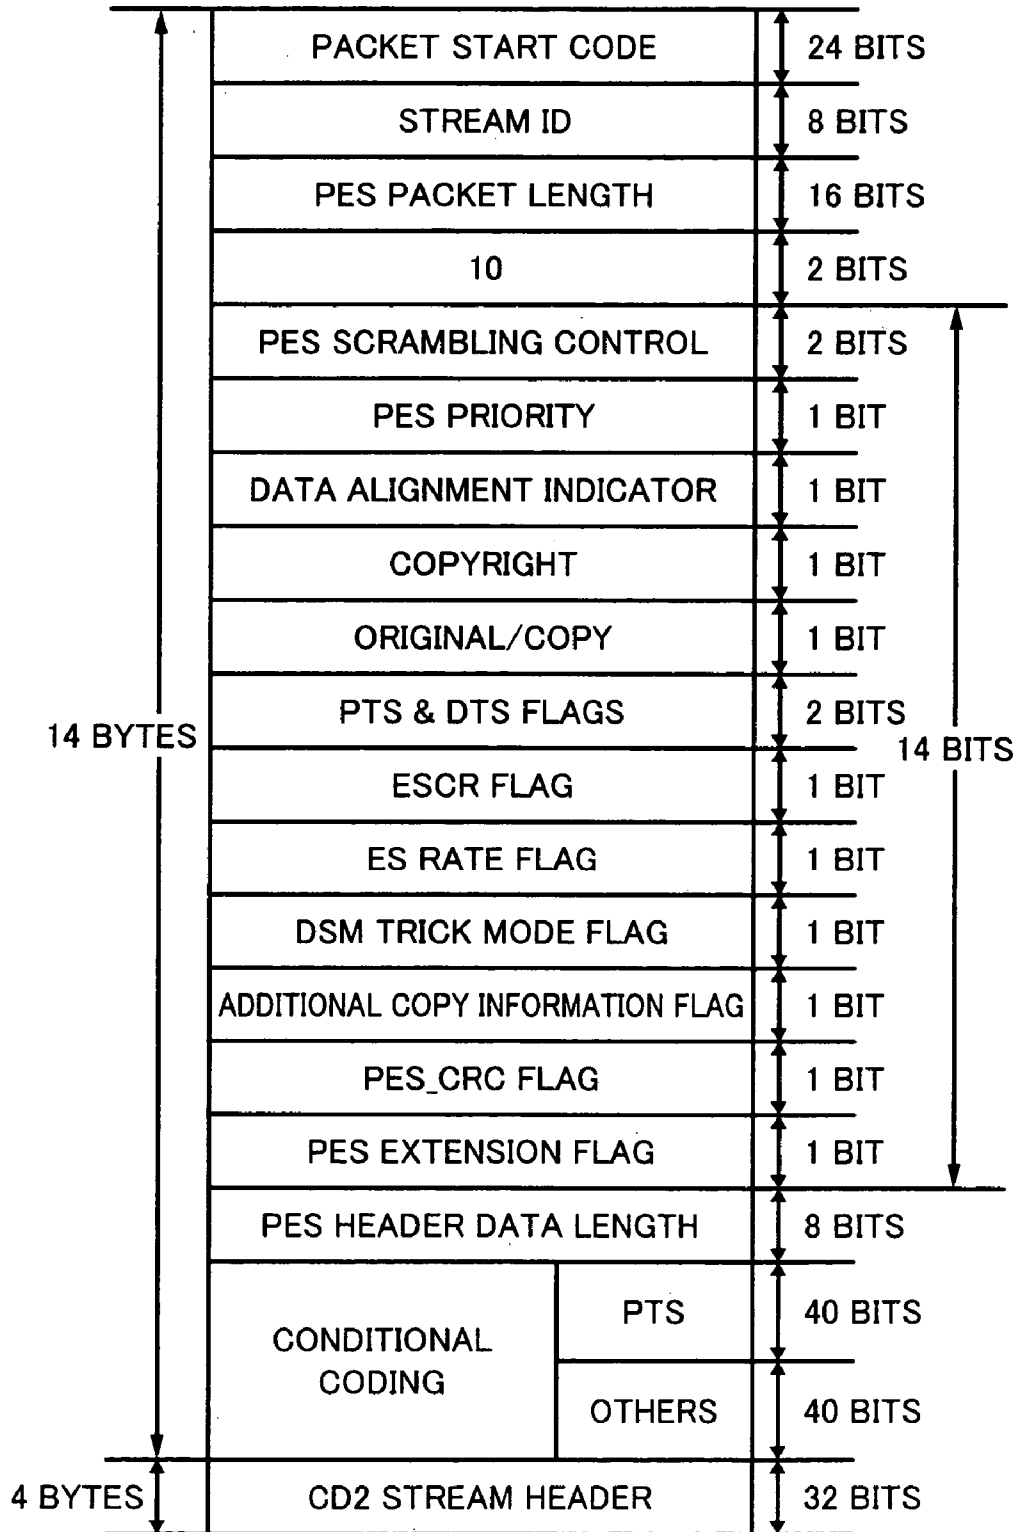 PACKET START CODE 24 BITS
STREAM ID 8 BITS
PES PACKET LENGTH 16 BITS
10 2 BITS
PES SCRAMBLING CONTROL 2 BITS
PES PRIORITY 1 BIT
DATA ALIGNMENT INDICATOR 1 BIT
COPYRIGHT 1 BIT
ORIGINAL/COPY 1 BIT
PTS & DTS FLAGS 2 BITS
14 BYTES
14 BITS
ESCR FLAG 1 BIT
ES RATE FLAG 1 BIT
DSM TRICK MODE FLAG 1 BIT
ADDITIONAL COPY INFORMATION FLAG 1 BIT
PES_CRC FLAG 1 BIT
PES EXTENSION FLAG 1 BIT
PES HEADER DATA LENGTH 8 BITS
CONDITIONAL
CODING
PTS 40 BITS
OTHERS 40 BITS
4 BYTES CD2 STREAM HEADER 32 BITS